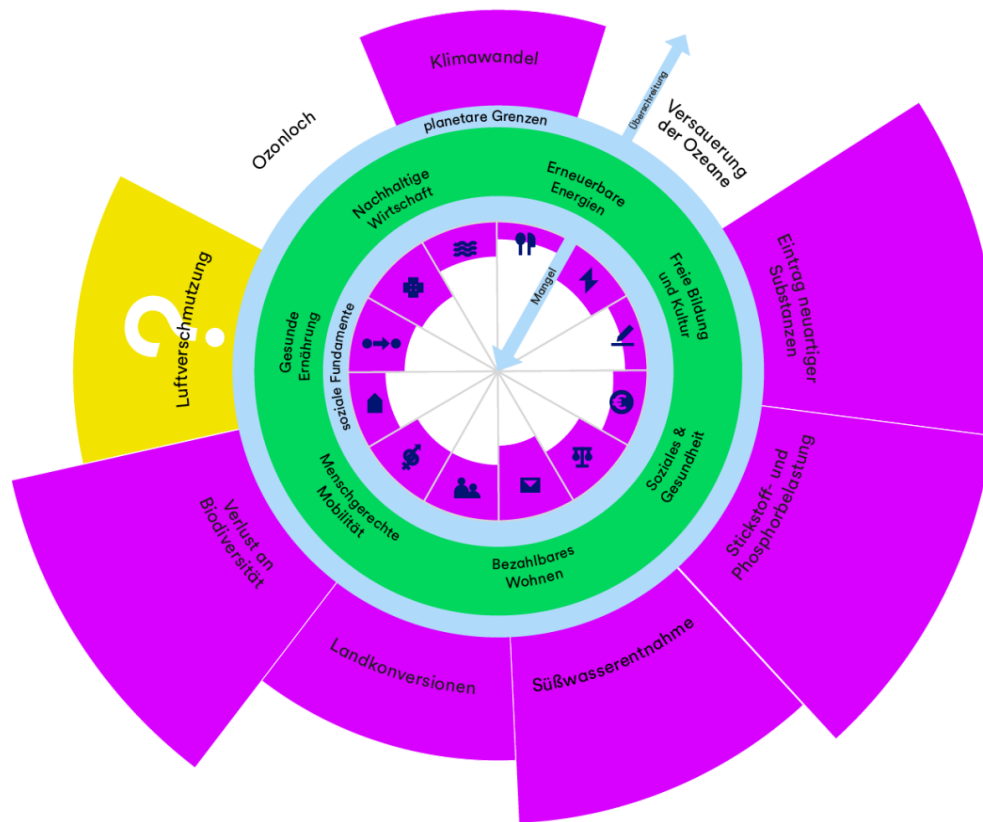 Klimawandel
planetare Grenzen
Überschreitung
Versauerung
der Ozeane
Ozonloch
Nachhaltige
Wirtschaft
Erneuerbare
Energien
Eintrag neuartiger
Substanzen
Freie Bildung
und Kultur
Mangel
Luftverschmutzung
?
Gesunde
Ernährung
soziale Fundamente
€
Soziales &
Gesundheit
Stickstoff- und
Phosphorbelastung
Menschgerechte
Mobilität
Verlust an
Biodiversität
Bezahlbares
Wohnen
Landkonversionen
Süßwasserentnahme